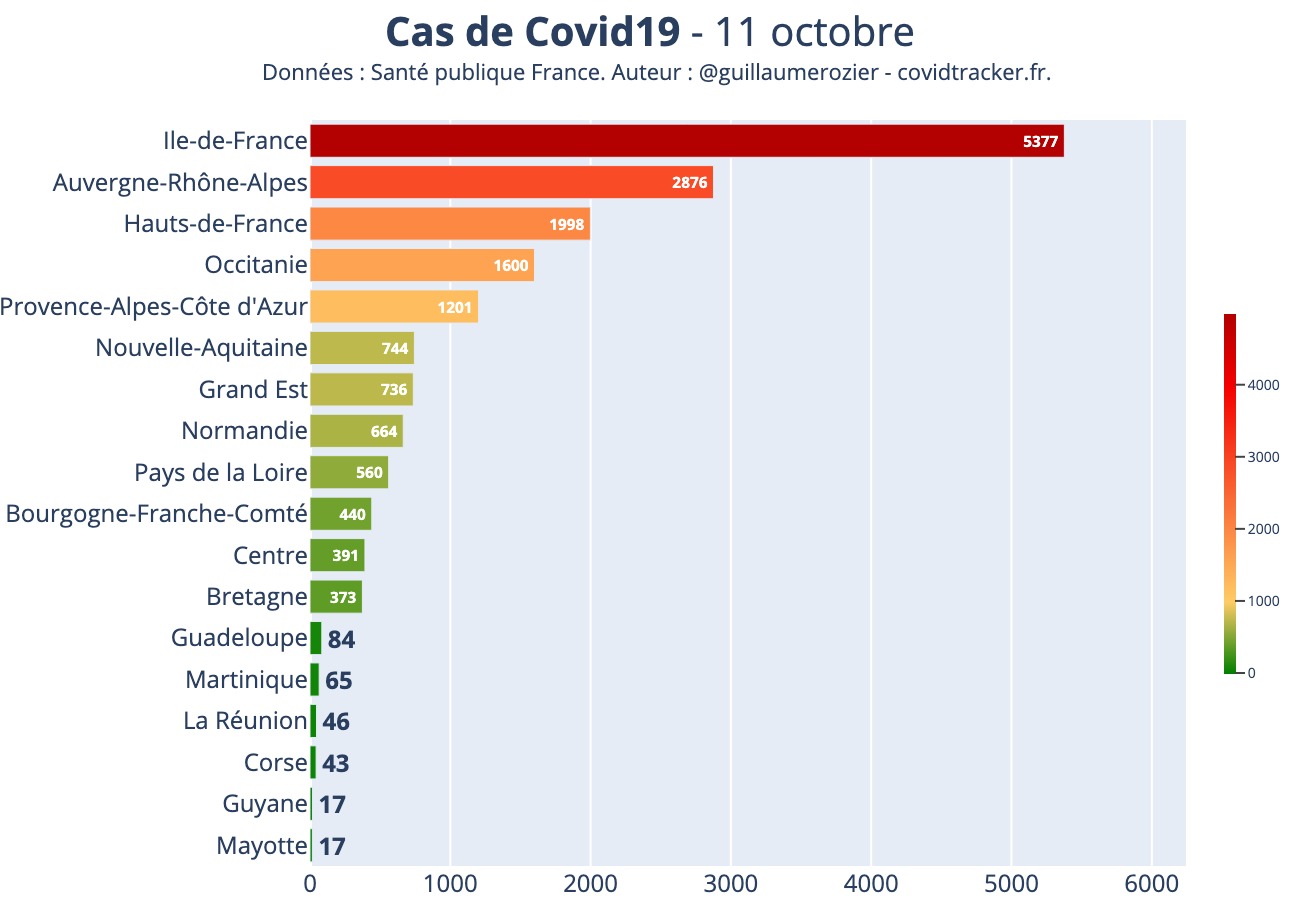 Cas de Covid19 - 11 octobre
Données : Santé publique France. Auteur : @guillaumerozier - covidtracker.fr.
Ile-de-France 5377
Auvergne-Rhône-Alpes 2876
Hauts-de-France 1998
Occitanie 1600
Provence-Alpes-Côte d'Azur 1201
Nouvelle-Aquitaine 744
Grand Est 736
Normandie 664
Pays de la Loire 560
Bourgogne-Franche-Comté 440
Centre 391
Bretagne 373
Guadeloupe 84
Martinique 65
La Réunion 46
Corse 43
Guyane 17
Mayotte 17
0 1000 2000 3000 4000 5000 6000
4000
3000
2000
1000
0